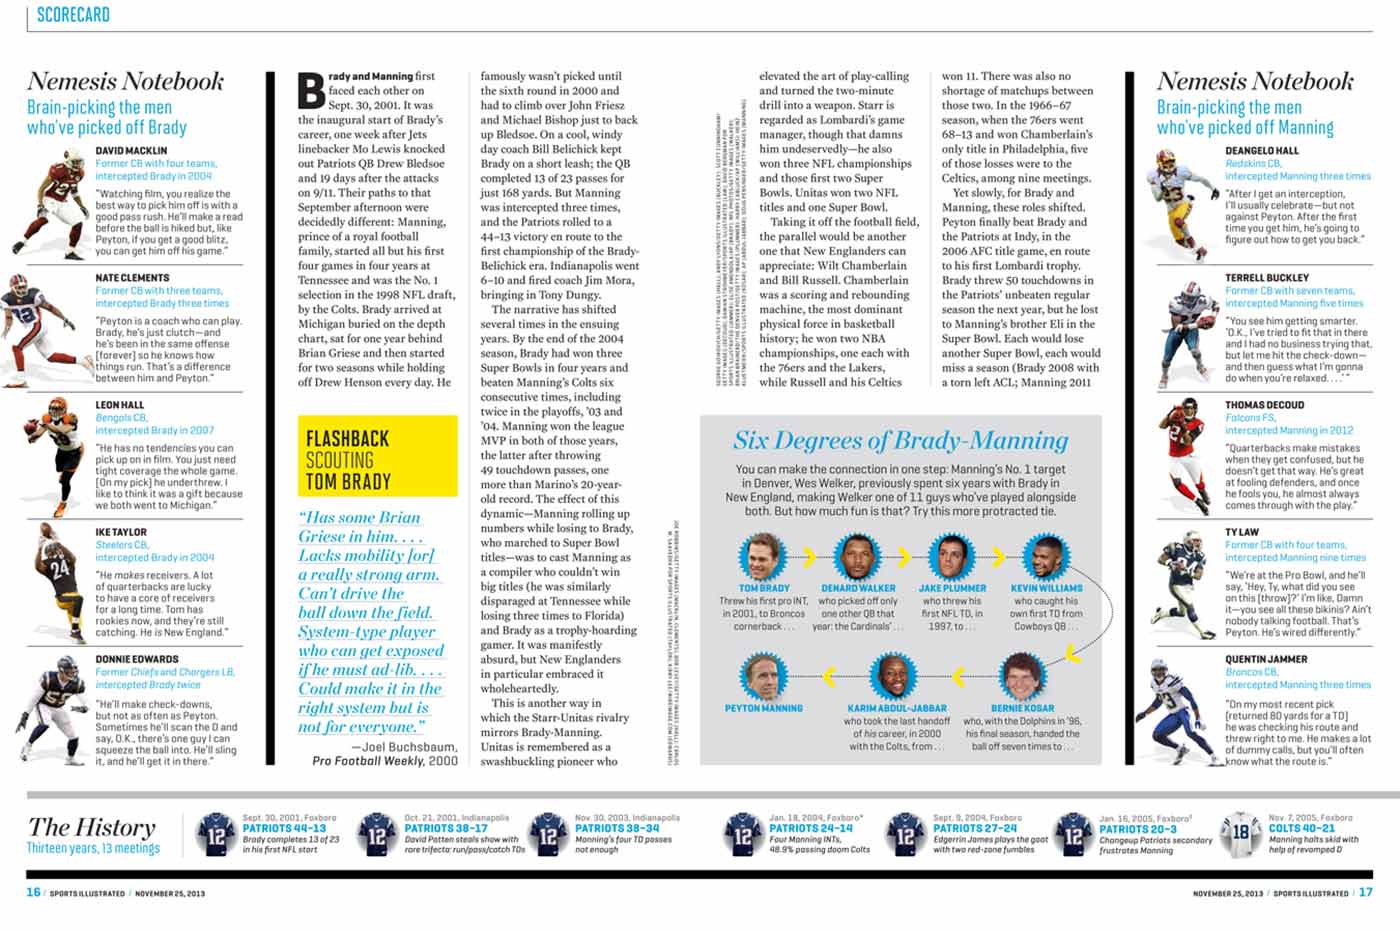 SCORECARD
Nemesis Notebook
Brain-picking the men
who've picked off Brady
DAVID MACKLIN
Former CB with four teams,
intercepted Brady in 2004
"Watching film, you realize the
best way to pick him off is with a
good pass rush. He'll make a read
before the ball is hiked but, like
Peyton, if you get a good blitz,
you can get him off his game."
NATE CLEMENTS
Former CB with three teams,
intercepted Brady three times
"Peyton is a coach who can play.
Brady, he's just clutch—and
he's been in the same offense
[forever] so he knows how
things run. That's a difference
between him and Peyton."
LEON HALL
Bengals CB,
intercepted Brady in 2007
"He has no tendencies you can
pick up on in film. You just need
tight coverage the whole game.
[On my pick] he underthrew. I
like to think it was a gift because
we both went to Michigan."
IKE TAYLOR
Steelers CB,
intercepted Brady in 2004
"He makes receivers. A lot
of quarterbacks are lucky
to have a core of receivers
for a long time. Tom has
rookies now, and they're still
catching. He is New England."
DONNIE EDWARDS
Former Chiefs and Chargers LB,
intercepted Brady twice
"He'll make check-downs,
but not as often as Peyton.
Sometimes he'll scan the D and
say, O.K., there's one guy I can
squeeze the ball into. He'll sling
it, and he'll get it in there."
Brady and Manning first
faced each other on
Sept. 30, 2001. It was
the inaugural start of Brady's
career, one week after Jets
linebacker Mo Lewis knocked
out Patriots QB Drew Bledsoe
and 19 days after the attacks
on 9/11. Their paths to that
September afternoon were
decidedly different: Manning,
prince of a royal football
family, started all but his first
four games in four years at
Tennessee and was the No. 1
selection in the 1998 NFL draft,
by the Colts. Brady arrived at
Michigan buried on the depth
chart, sat for one year behind
Brian Griese and then started
for two seasons while holding
off Drew Henson every day. He
FLASHBACK
SCOUTING
TOM BRADY
"Has some Brian
Griese in him. . . .
Lacks mobility [or]
a really strong arm.
Can't drive the
ball down the field.
System-type player
who can get exposed
if he must ad-lib. . . .
Could make it in the
right system but is
not for everyone."
—Joel Buchsbaum,
Pro Football Weekly, 2000
famously wasn't picked until
the sixth round in 2000 and
had to climb over John Friesz
and Michael Bishop just to back
up Bledsoe. On a cool, windy
day coach Bill Belichick kept
Brady on a short leash; the QB
completed 13 of 23 passes for
just 168 yards. But Manning
was intercepted three times,
and the Patriots rolled to a
44–13 victory en route to the
first championship of the Brady-
Belichick era. Indianapolis went
6–10 and fired coach Jim Mora,
bringing in Tony Dungy.
The narrative has shifted
several times in the ensuing
years. By the end of the 2004
season, Brady had won three
Super Bowls in four years and
beaten Manning's Colts six
consecutive times, including
twice in the playoffs, '03 and
'04. Manning won the league
MVP in both of those years,
the latter after throwing
49 touchdown passes, one
more than Marino's 20-year-
old record. The effect of this
dynamic—Manning rolling up
numbers while losing to Brady,
who marched to Super Bowl
titles—was to cast Manning as
a compiler who couldn't win
big titles (he was similarly
disparaged at Tennessee while
losing three times to Florida)
and Brady as a trophy-hoarding
gamer. It was manifestly
absurd, but New Englanders
in particular embraced it
wholeheartedly.
This is another way in
which the Starr-Unitas rivalry
mirrors Brady-Manning.
Unitas is remembered as a
swashbuckling pioneer who
elevated the art of play-calling
and turned the two-minute
drill into a weapon. Starr is
regarded as Lombardi's game
manager, though that damns
him undeservedly—he also
won three NFL championships
and those first two Super
Bowls. Unitas won two NFL
titles and one Super Bowl.
Taking it off the football field,
the parallel would be another
one that New Englanders can
appreciate: Wilt Chamberlain
and Bill Russell. Chamberlain
was a scoring and rebounding
machine, the most dominant
physical force in basketball
history; he won two NBA
championships, one each with
the 76ers and the Lakers,
while Russell and his Celtics
won 11. There was also no
shortage of matchups between
those two. In the 1966–67
season, when the 76ers went
68–13 and won Chamberlain's
only title in Philadelphia, five
of those losses were to the
Celtics, among nine meetings.
Yet slowly, for Brady and
Manning, these roles shifted.
Peyton finally beat Brady and
the Patriots at Indy, in the
2006 AFC title game, en route
to his first Lombardi trophy.
Brady threw 50 touchdowns in
the Patriots' unbeaten regular
season the next year, but he lost
to Manning's brother Eli in the
Super Bowl. Each would lose
another Super Bowl, each would
miss a season (Brady 2008 with
a torn left ACL; Manning 2011
Six Degrees of Brady-Manning
You can make the connection in one step: Manning's No. 1 target
in Denver, Wes Welker, previously spent six years with Brady in
New England, making Welker one of 11 guys who've played alongside
both. But how much fun is that? Try this more protracted tie.
TOM BRADY
Threw his first pro INT,
in 2001, to Broncos
cornerback . . .
DENARD WALKER
who picked off only
one other QB that
year: the Cardinals' . . .
JAKE PLUMMER
who threw his
first NFL TD, in
1997, to . . .
KEVIN WILLIAMS
who caught his
own first TD from
Cowboys QB . . .
BERNIE KOSAR
who, with the Dolphins in '96,
his final season, handed the
ball off seven times to . . .
KARIM ABDUL-JABBAR
who took the last handoff
of his career, in 2000
with the Colts, from . . .
PEYTON MANNING
Nemesis Notebook
Brain-picking the men
who've picked off Manning
DEANGELO HALL
Redskins CB,
intercepted Manning three times
"After I get an interception,
I'll usually celebrate—but not
against Peyton. After the first
time you get him, he's going to
figure out how to get you back."
TERRELL BUCKLEY
Former CB with seven teams,
intercepted Manning five times
"You see him getting smarter.
'O.K., I've tried to fit that in there
and I had no business trying that,
but let me hit the check-down—
and then guess what I'm gonna
do when you're relaxed. . . . ' "
THOMAS DECOUD
Falcons FS,
intercepted Manning in 2012
"Quarterbacks make mistakes
when they get confused, but he
doesn't get that way. He's great
at fooling defenders, and once
he fools you, he almost always
comes through with the play."
TY LAW
Former CB with four teams,
intercepted Manning nine times
"We're at the Pro Bowl, and he'll
say, 'Hey, Ty, what did you see
on this [throw]?' I'm like, Damn
it—you see all these bikinis? Ain't
nobody talking football. That's
Peyton. He's wired differently."
QUENTIN JAMMER
Broncos CB,
intercepted Manning three times
"On my most recent pick
[returned 80 yards for a TD]
he was checking his route and
threw right to me. He makes a lot
of dummy calls, but you'll often
know what the route is."
The History
Thirteen years, 13 meetings
Sept. 30, 2001, Foxboro
PATRIOTS 44–13
Brady completes 13 of 23
in his first NFL start
Oct. 21, 2001, Indianapolis
PATRIOTS 38–17
David Patten steals show with
rare trifecta: run/pass/catch TDs
Nov. 30, 2003, Indianapolis
PATRIOTS 38–34
Manning's four TD passes
not enough
Jan. 18, 2004, Foxboro*
PATRIOTS 24–14
Four Manning INTs,
48.9% passing doom Colts
Sept. 9, 2004, Foxboro
PATRIOTS 27–24
Edgerrin James plays the goat
with two red-zone fumbles
Jan. 16, 2005, Foxboro†
PATRIOTS 20–3
Changeup Patriots secondary
frustrates Manning
Nov. 7, 2005, Foxboro
COLTS 40–21
Manning halts skid with
help of revamped D
16 / SPORTS ILLUSTRATED / NOVEMBER 25, 2013
NOVEMBER 25, 2013 / SPORTS ILLUSTRATED / 17